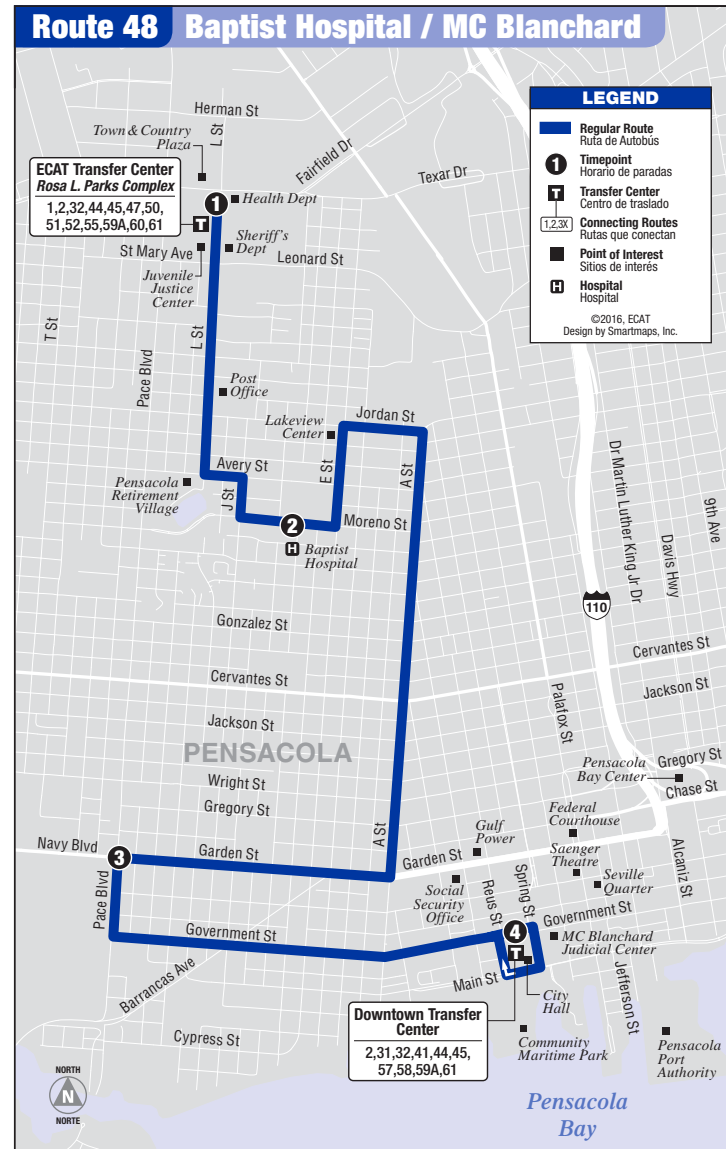 Route 48
Baptist Hospital / MC Blanchard
Herman St
L St
Town & Country
Plaza
Fairfield Dr
Texar Dr
LEGEND
Regular Route
Ruta de Autobús
1
Timepoint
Horario de paradas
T
Transfer Center
Centro de traslado
1,2,3X
Connecting Routes
Rutas que conectan
Point of Interest
Sitios de interés
H
Hospital
Hospital
©2016, ECAT
Design by Smartmaps, Inc.
ECAT Transfer Center
Rosa L. Parks Complex
1,2,32,44,45,47,50,
51,52,55,59A,60,61
1
T
Health Dept
Sheriff's
Dept
St Mary Ave
Leonard St
Juvenile
Justice
Center
T St
Pace Blvd
L St
Post
Office
Lakeview
Center
Jordan St
E St
A St
Avery St
J St
Pensacola
Retirement
Village
2
Moreno St
H
Baptist
Hospital
Dr Martin Luther King Jr Dr
Davis Hwy
9th Ave
110
Gonzalez St
Cervantes St
Cervantes St
Jackson St
Jackson St
Palafox St
PENSACOLA
Wright St
Gregory St
Pensacola
Bay Center
Gregory St
Chase St
A St
Navy Blvd
3
Garden St
Garden St
Gulf
Power
Federal
Courthouse
Saenger
Theatre
Seville
Quarter
Alcaniz St
Pace Blvd
Social
Security
Office
Reus St
Spring St
Government St
Government St
4
T
MC Blanchard
Judicial Center
Barrancas Ave
Main St
City
Hall
Jefferson St
Cypress St
Downtown Transfer
Center
2,31,32,41,44,45,
57,58,59A,61
Community
Maritime Park
Pensacola
Port
Authority
NORTH
N
NORTE
Pensacola
Bay